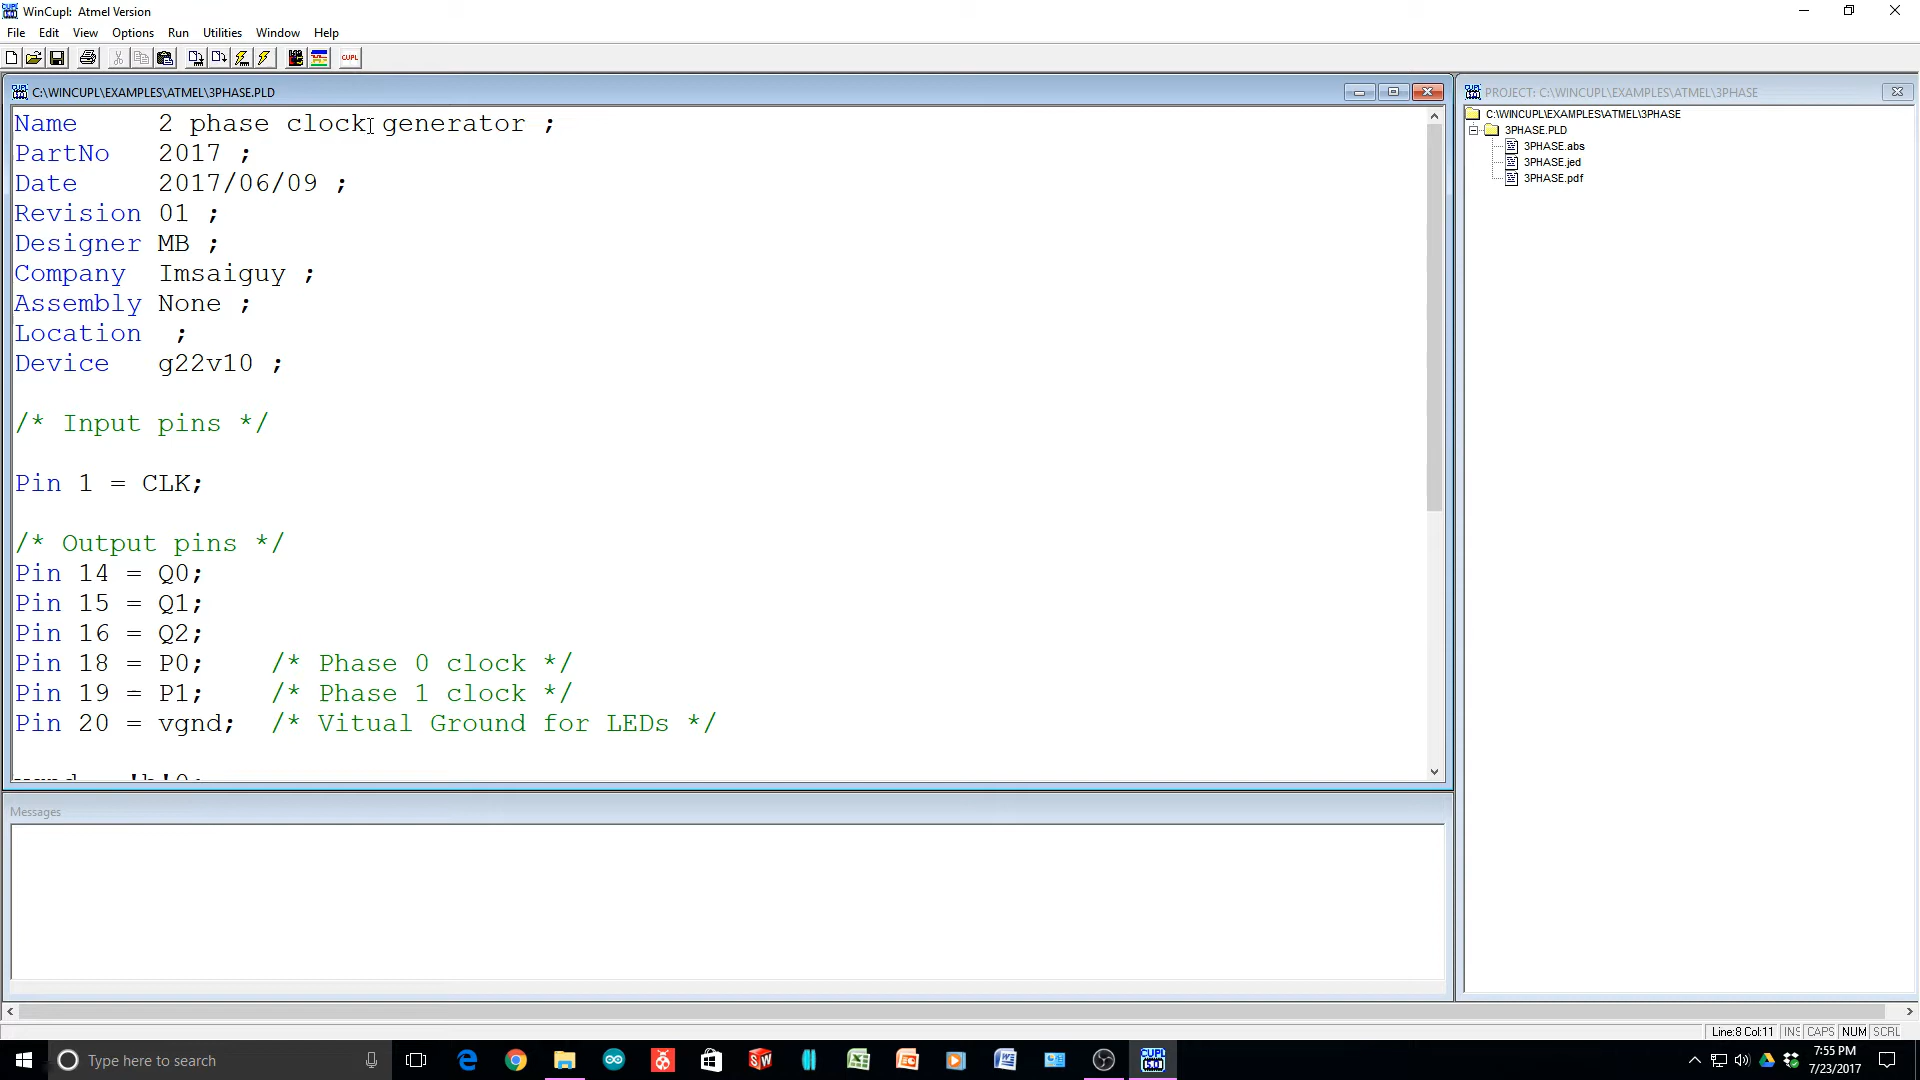 WinCupl: Atmel Version
File Edit View Options Run Utilities Window Help
CUPL
C:\WINCUPL\EXAMPLES\ATMEL\3PHASE.PLD
Name 2 phase clock generator ;
PartNo 2017 ;
Date 2017/06/09 ;
Revision 01 ;
Designer MB ;
Company Imsaiguy ;
Assembly None ;
Location ;
Device g22v10 ;
/* Input pins */
Pin 1 = CLK;
/* Output pins */
Pin 14 = Q0;
Pin 15 = Q1;
Pin 16 = Q2;
Pin 18 = P0; /* Phase 0 clock */
Pin 19 = P1; /* Phase 1 clock */
Pin 20 = vgnd; /* Vitual Ground for LEDs */
PROJECT: C:\WINCUPL\EXAMPLES\ATMEL\3PHASE
C:\WINCUPL\EXAMPLES\ATMEL\3PHASE
3PHASE.PLD
3PHASE.abs
3PHASE.jed
3PHASE.pdf
Messages
Line:8 Col:11 INS CAPS NUM SCRL
Type here to search
7:55 PM
7/23/2017